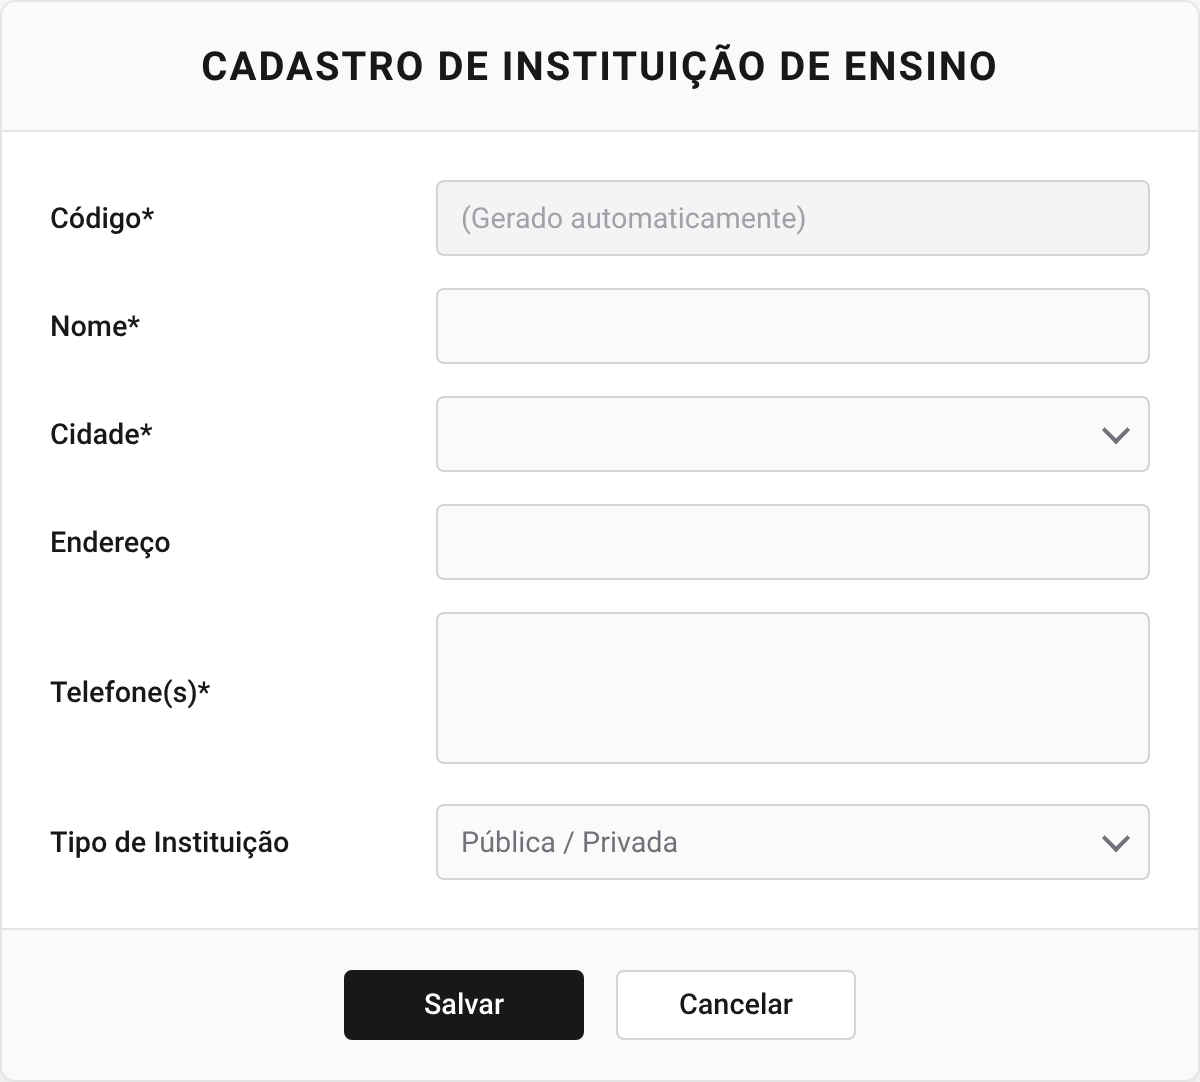 CADASTRO DE INSTITUIÇÃO DE ENSINO
Código*
(Gerado automaticamente)
Nome*
Cidade*
Endereço
Telefone(s)*
Tipo de Instituição
Pública / Privada
Salvar
Cancelar